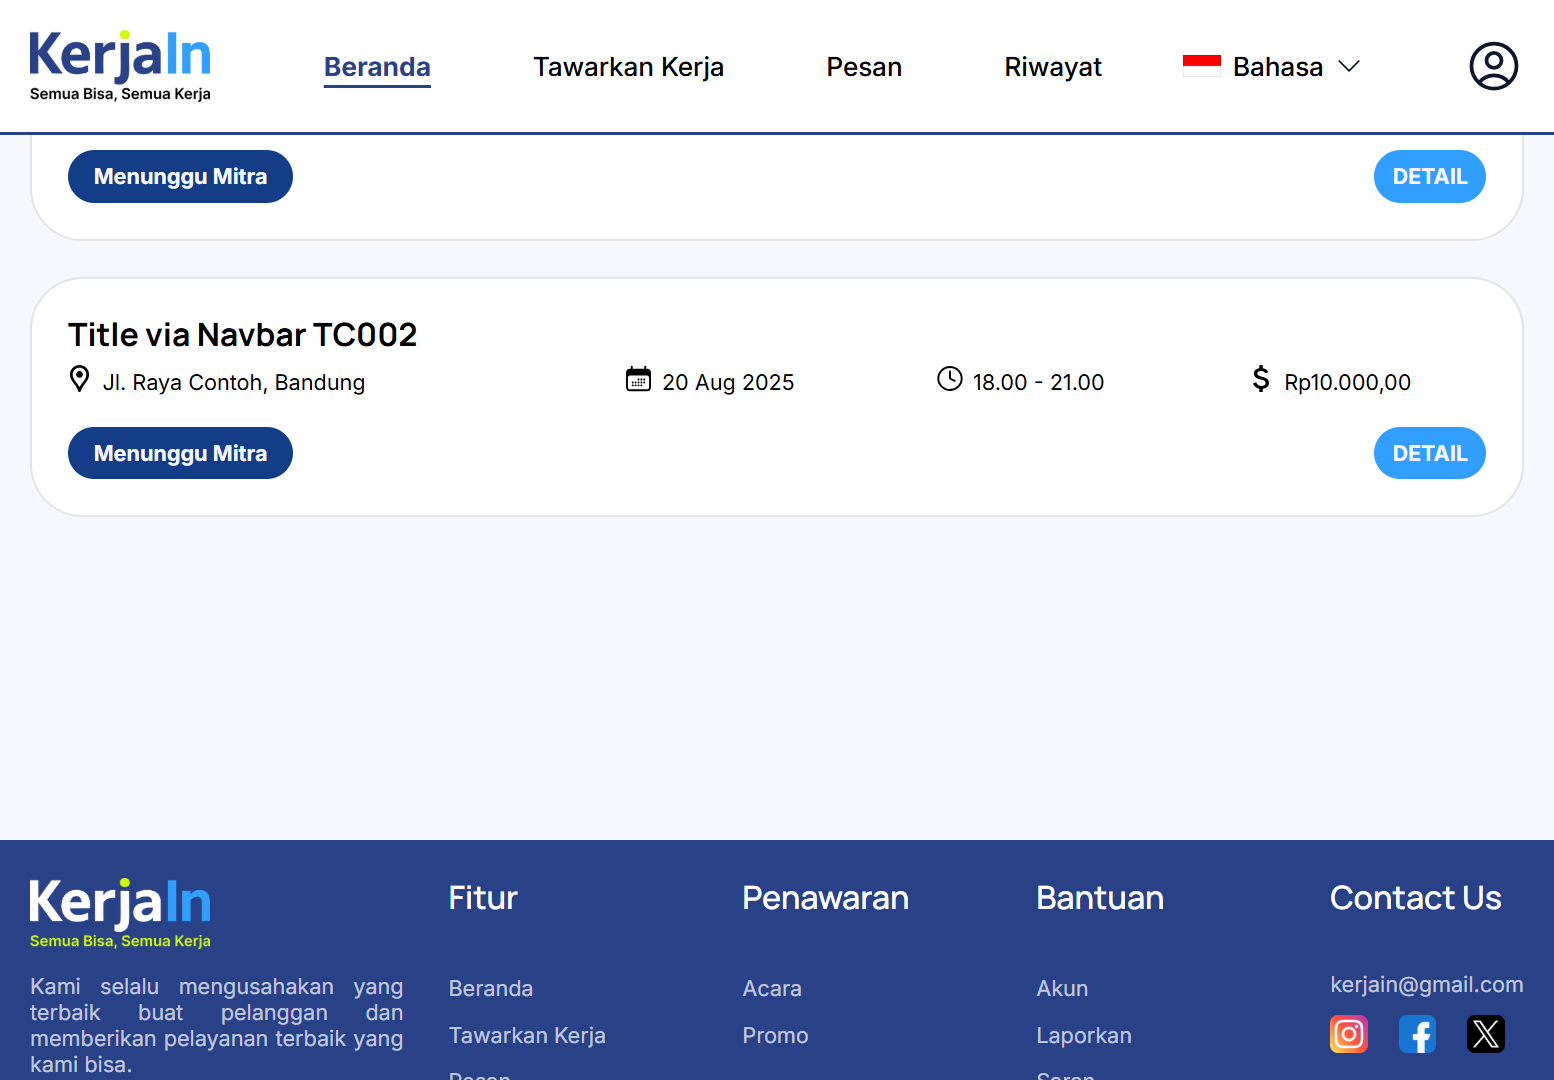 KerjaIn
Semua Bisa, Semua Kerja
Beranda
Tawarkan Kerja
Pesan
Riwayat
Bahasa
Menunggu Mitra
DETAIL
Title via Navbar TC002
Jl. Raya Contoh, Bandung
20 Aug 2025
18.00 - 21.00
Rp10.000,00
Menunggu Mitra
DETAIL
KerjaIn
Semua Bisa, Semua Kerja
Kami selalu mengusahakan yang
terbaik buat pelanggan dan
memberikan pelayanan terbaik yang
kami bisa.
Fitur
Beranda
Tawarkan Kerja
Pesan
Penawaran
Acara
Promo
Bantuan
Akun
Laporkan
Saran
Contact Us
kerjain@gmail.com